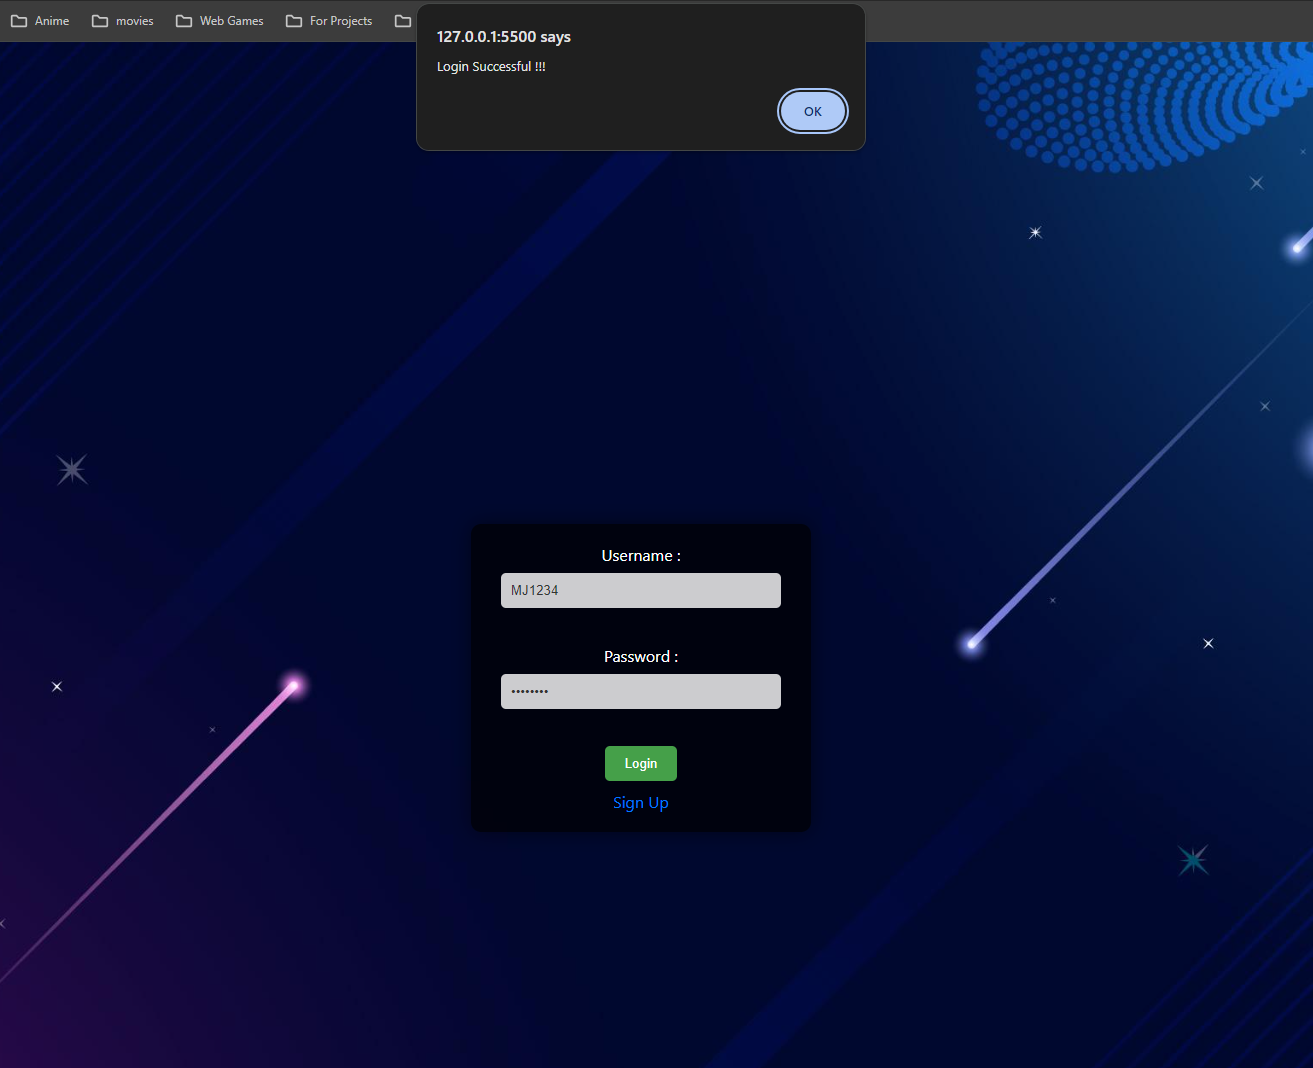 Anime movies Web Games For Projects
127.0.0.1:5500 says
Login Successful !!!
OK
Username :
MJ1234
Password :
••••••••
Login
Sign Up